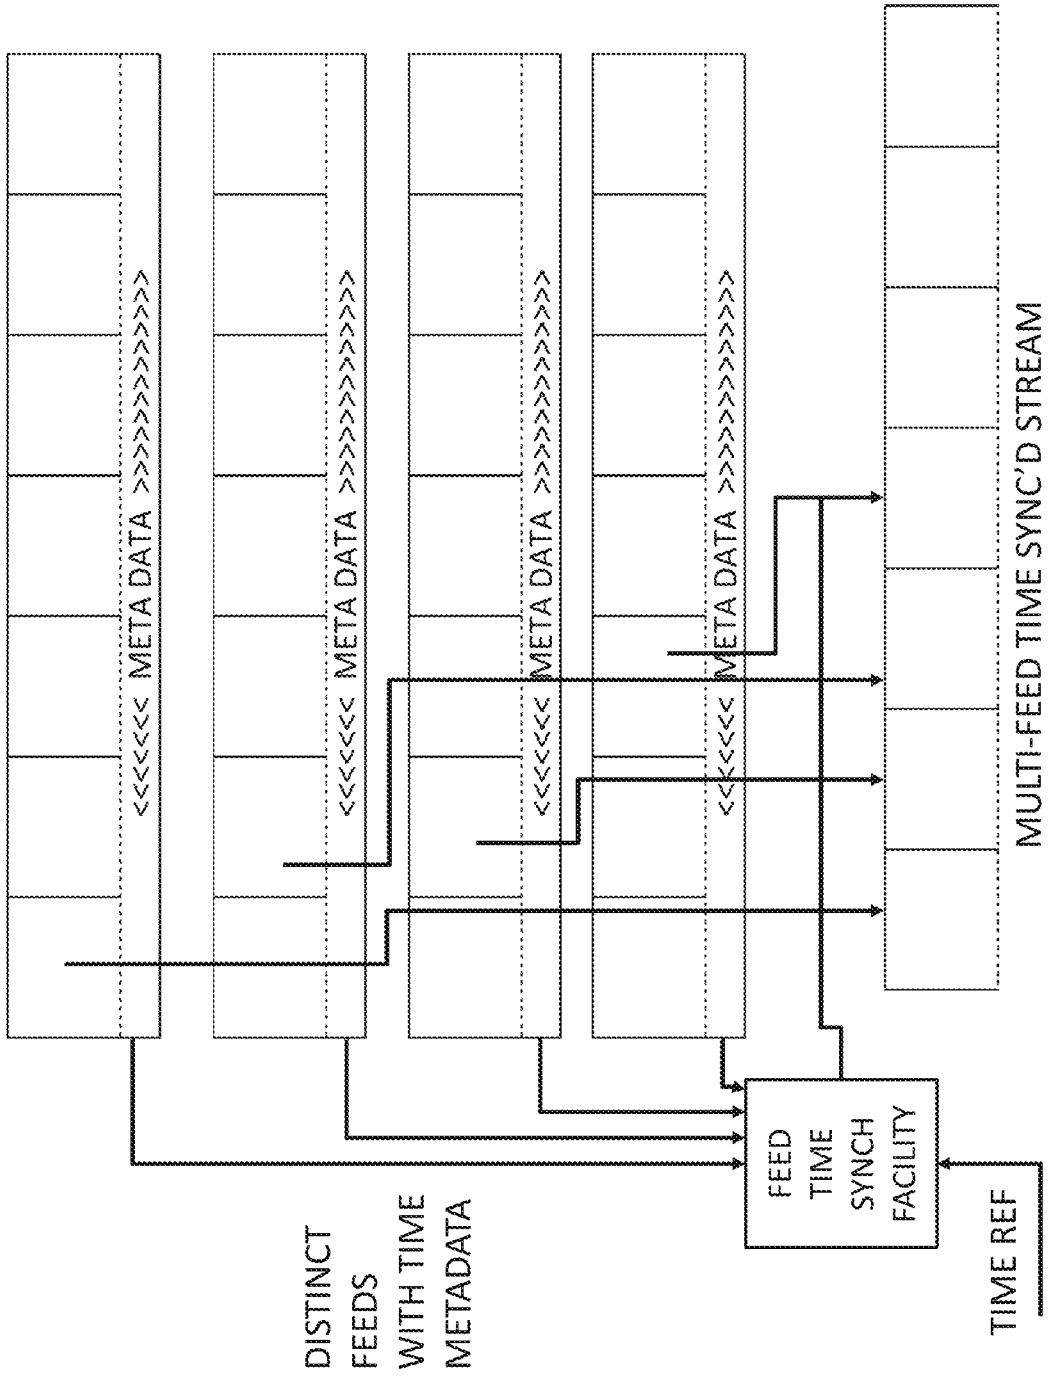 <<<<<<< META DATA >>>>>>>>>>>>>
<<<<<<< META DATA >>>>>>>>>>>>>
<<<<<<< META DATA >>>>>>>>>>>>>
<<<<<<< META DATA >>>>>>>>>>>>>
DISTINCT
FEEDS
WITH TIME
METADATA
FEED
TIME
SYNCH
FACILITY
TIME REF
MULTI-FEED TIME SYNC'D STREAM